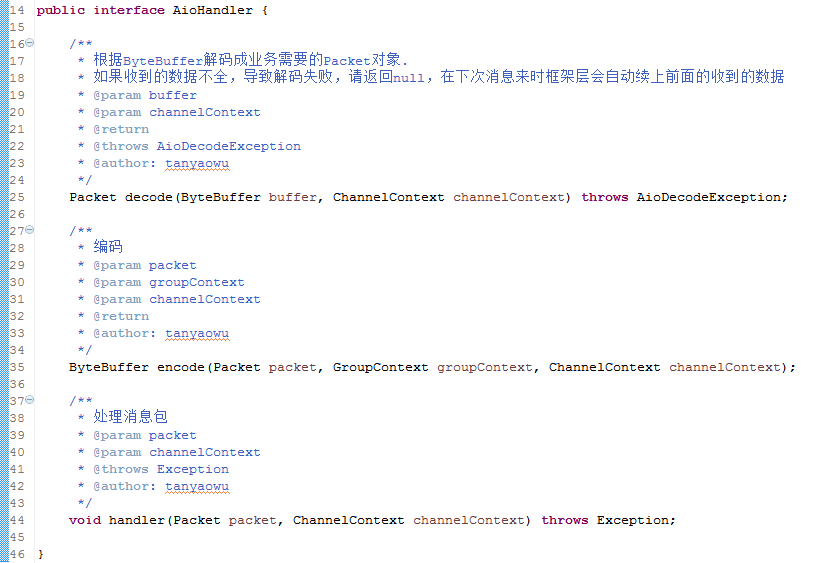 14 public interface AioHandler {
15
16 /**
17 * 根据ByteBuffer解码成业务需要的Packet对象.
18 * 如果收到的数据不全，导致解码失败，请返回null，在下次消息来时框架层会自动续上前面的收到的数据
19 * @param buffer
20 * @param channelContext
21 * @return
22 * @throws AioDecodeException
23 * @author: tanyaowu
24 */
25 Packet decode(ByteBuffer buffer, ChannelContext channelContext) throws AioDecodeException;
26
27 /**
28 * 编码
29 * @param packet
30 * @param groupContext
31 * @param channelContext
32 * @return
33 * @author: tanyaowu
34 */
35 ByteBuffer encode(Packet packet, GroupContext groupContext, ChannelContext channelContext);
36
37 /**
38 * 处理消息包
39 * @param packet
40 * @param channelContext
41 * @throws Exception
42 * @author: tanyaowu
43 */
44 void handler(Packet packet, ChannelContext channelContext) throws Exception;
45
46 }